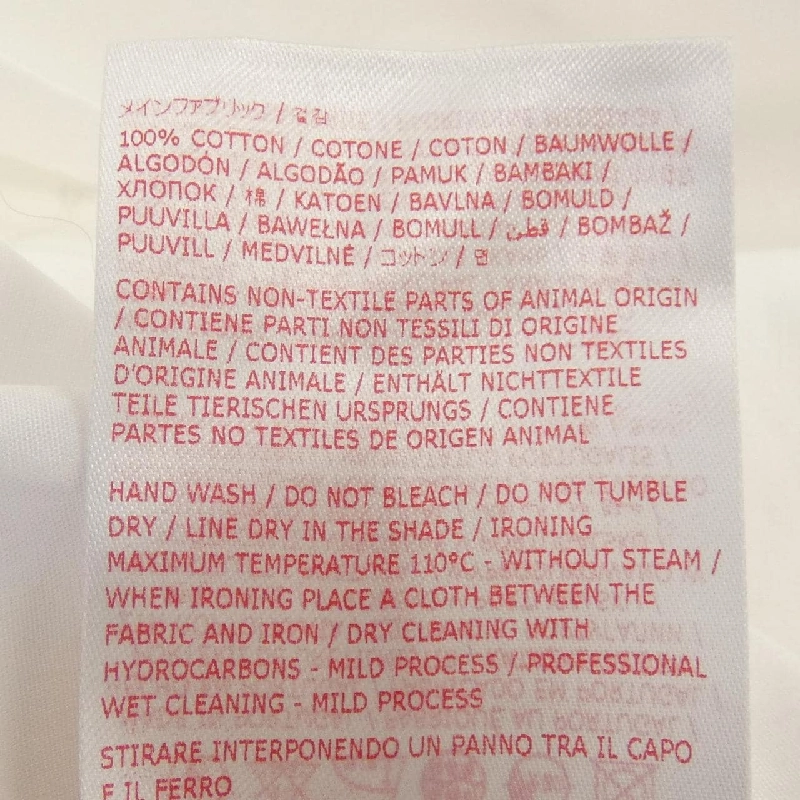 メインファブリック / 겉감
100% COTTON / COTONE / COTON / BAUMWOLLE /
ALGODÓN / ALGODÃO / PAMUK / BAMBAKI /
ХЛОПОК / 棉 / KATOEN / BAVLNA / BOMULD /
PUUVILLA / BAWEŁNA / BOMULL / قطن / BOMBAŽ /
PUUVILL / MEDVILNĖ / コットン / 면
CONTAINS NON-TEXTILE PARTS OF ANIMAL ORIGIN
/ CONTIENE PARTI NON TESSILI DI ORIGINE
ANIMALE / CONTIENT DES PARTIES NON TEXTILES
D'ORIGINE ANIMALE / ENTHÄLT NICHTTEXTILE
TEILE TIERISCHEN URSPRUNGS / CONTIENE
PARTES NO TEXTILES DE ORIGEN ANIMAL
HAND WASH / DO NOT BLEACH / DO NOT TUMBLE
DRY / LINE DRY IN THE SHADE / IRONING
MAXIMUM TEMPERATURE 110°C - WITHOUT STEAM /
WHEN IRONING PLACE A CLOTH BETWEEN THE
FABRIC AND IRON / DRY CLEANING WITH
HYDROCARBONS - MILD PROCESS / PROFESSIONAL
WET CLEANING - MILD PROCESS
STIRARE INTERPONENDO UN PANNO TRA IL CAPO
E IL FERRO